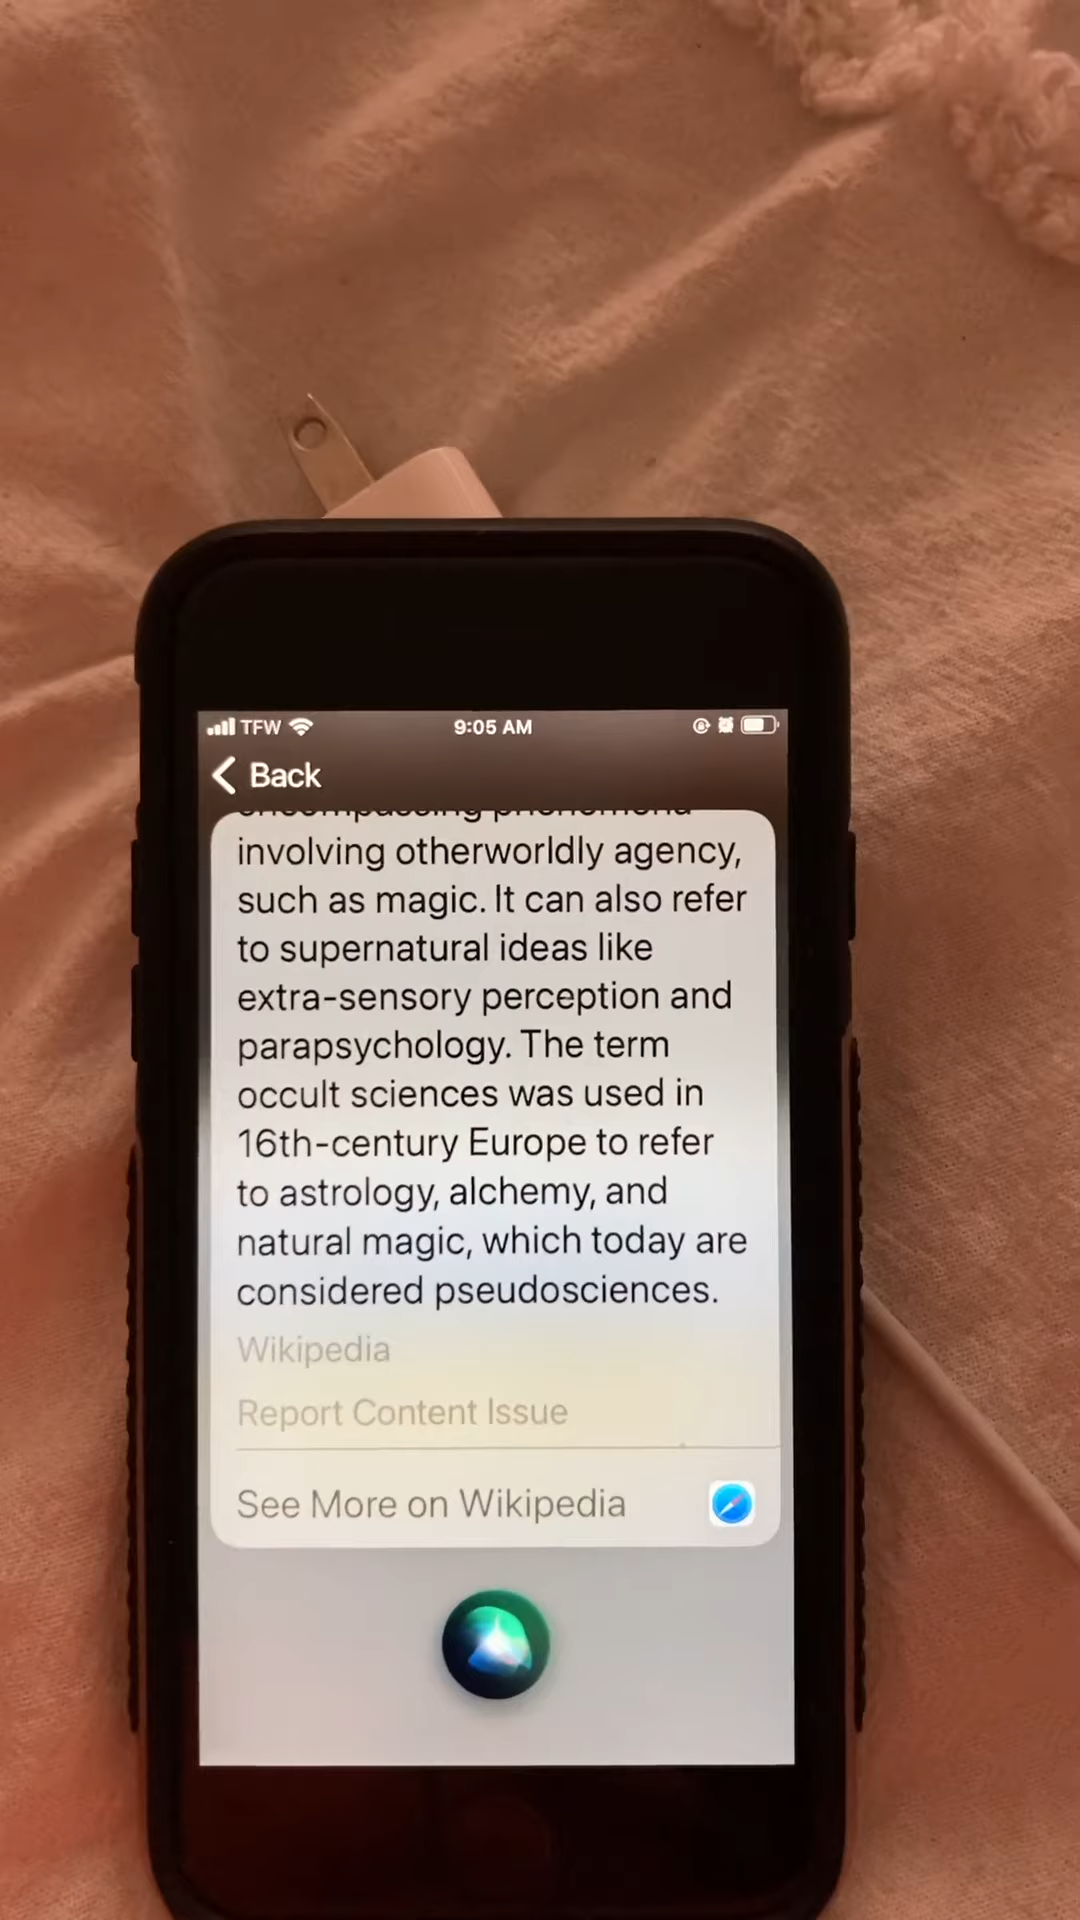 TFW 9:05 AM
Back
encompassing phenomena
involving otherworldly agency,
such as magic. It can also refer
to supernatural ideas like
extra-sensory perception and
parapsychology. The term
occult sciences was used in
16th-century Europe to refer
to astrology, alchemy, and
natural magic, which today are
considered pseudosciences.
Wikipedia
Report Content Issue
See More on Wikipedia